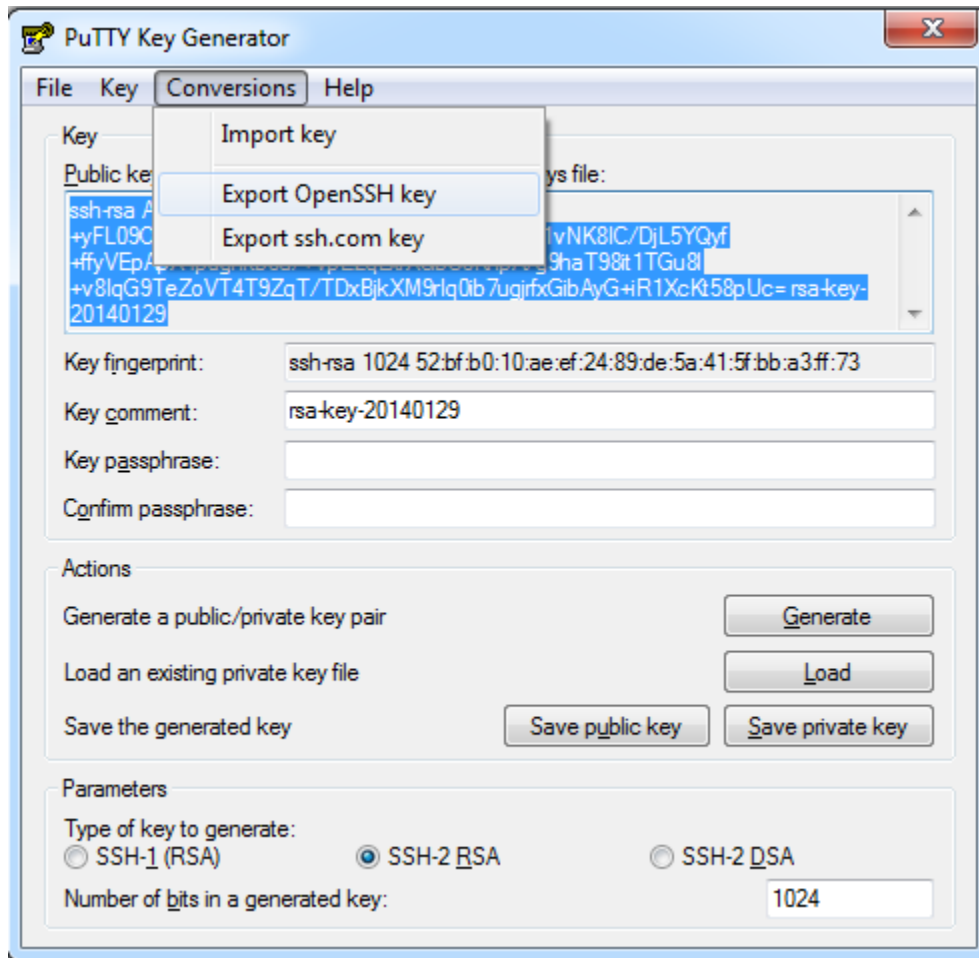 PuTTY Key Generator
File Key Conversions Help
Import key
Export OpenSSH key
Export ssh.com key
Key
Public key ys file:
ssh-rsa
+yFL09C 1vNK8IC/DjL5YQyf
+v8IqG9TeZoVT4T9ZqT/TDxBjkXM9rIq0ib7ugjrfxGibAyG+iR1XcKt58pUc= rsa-key-
20140129
Key fingerprint: ssh-rsa 1024 52:bf:b0:10:ae:ef:24:89:de:5a:41:5f:bb:a3:ff:73
Key comment: rsa-key-20140129
Key passphrase:
Confirm passphrase:
Actions
Generate a public/private key pair Generate
Load an existing private key file Load
Save the generated key Save public key Save private key
Parameters
Type of key to generate:
SSH-1 (RSA) SSH-2 RSA SSH-2 DSA
Number of bits in a generated key: 1024